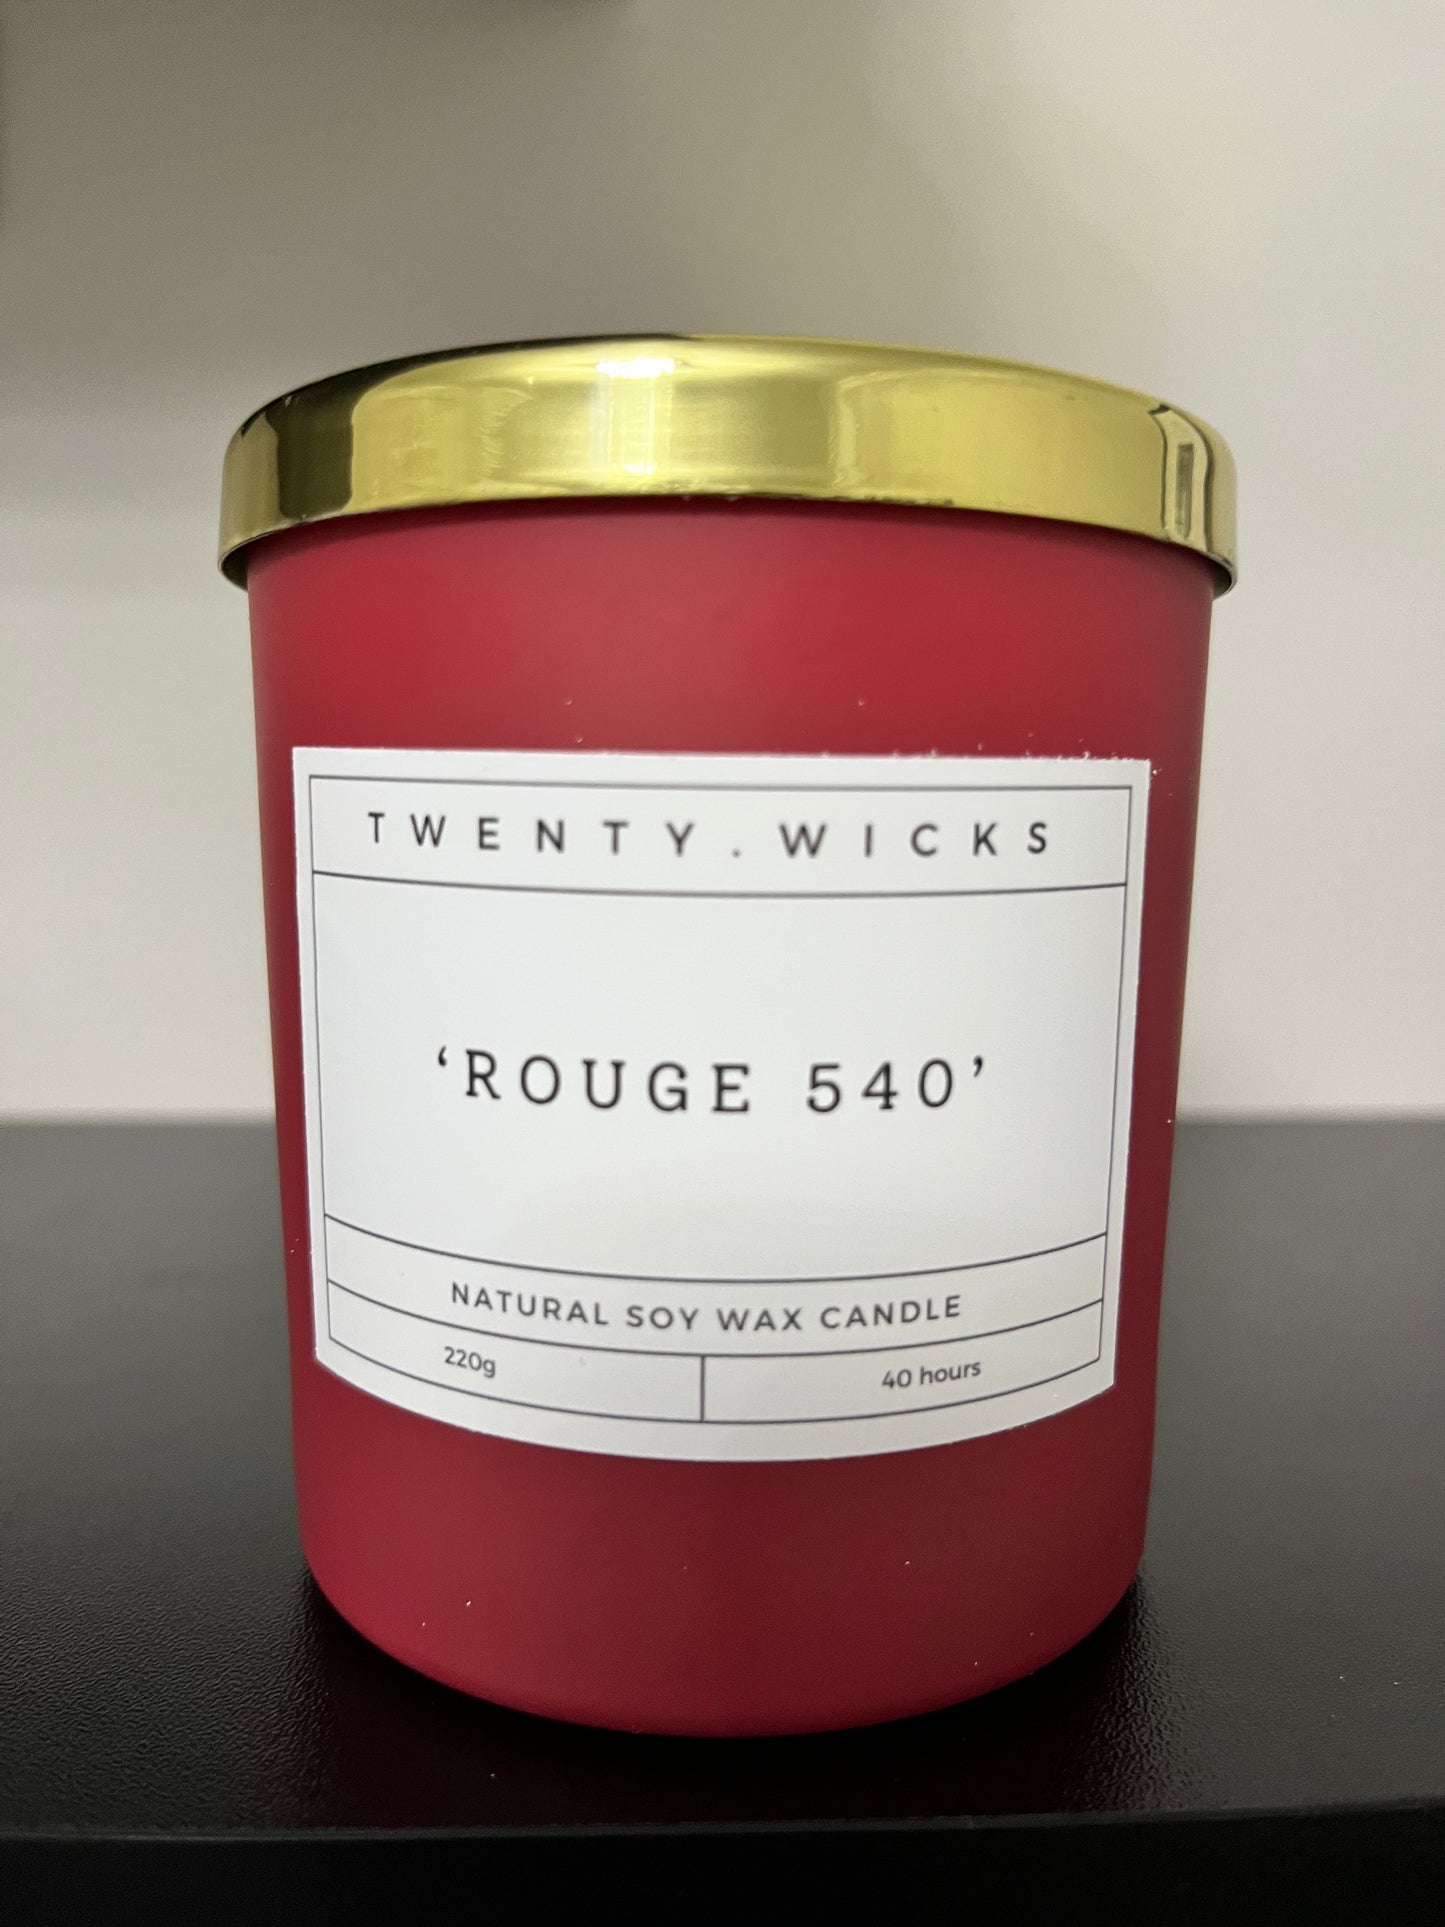 TWENTY.WICKS
‘ROUGE 540’
NATURAL SOY WAX CANDLE
220g
40 hours